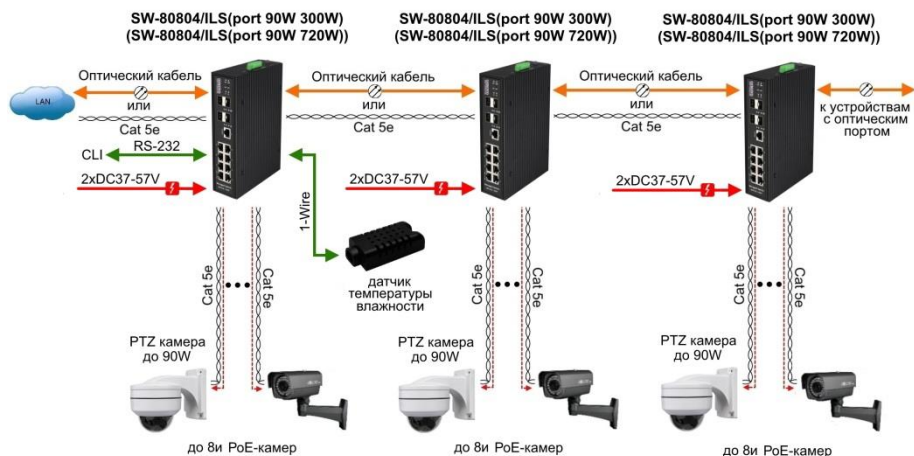 SW-80804/ILS(port 90W 300W)
(SW-80804/ILS(port 90W 720W))
SW-80804/ILS(port 90W 300W)
(SW-80804/ILS(port 90W 720W))
SW-80804/ILS(port 90W 300W)
(SW-80804/ILS(port 90W 720W))
LAN
Оптический кабель
или
Cat 5e
RS-232
CLI
2xDC37-57V
Оптический кабель
или
Cat 5e
2xDC37-57V
Оптический кабель
или
Cat 5e
2xDC37-57V
к устройствам
с оптическим
портом
1-Wire
датчик
температуры
влажности
Cat 5e
Cat 5e
Cat 5e
Cat 5e
Cat 5e
Cat 5e
PTZ камера
до 90W
PTZ камера
до 90W
PTZ камера
до 90W
до 8и PoE-камер
до 8и PoE-камер
до 8и PoE-камер